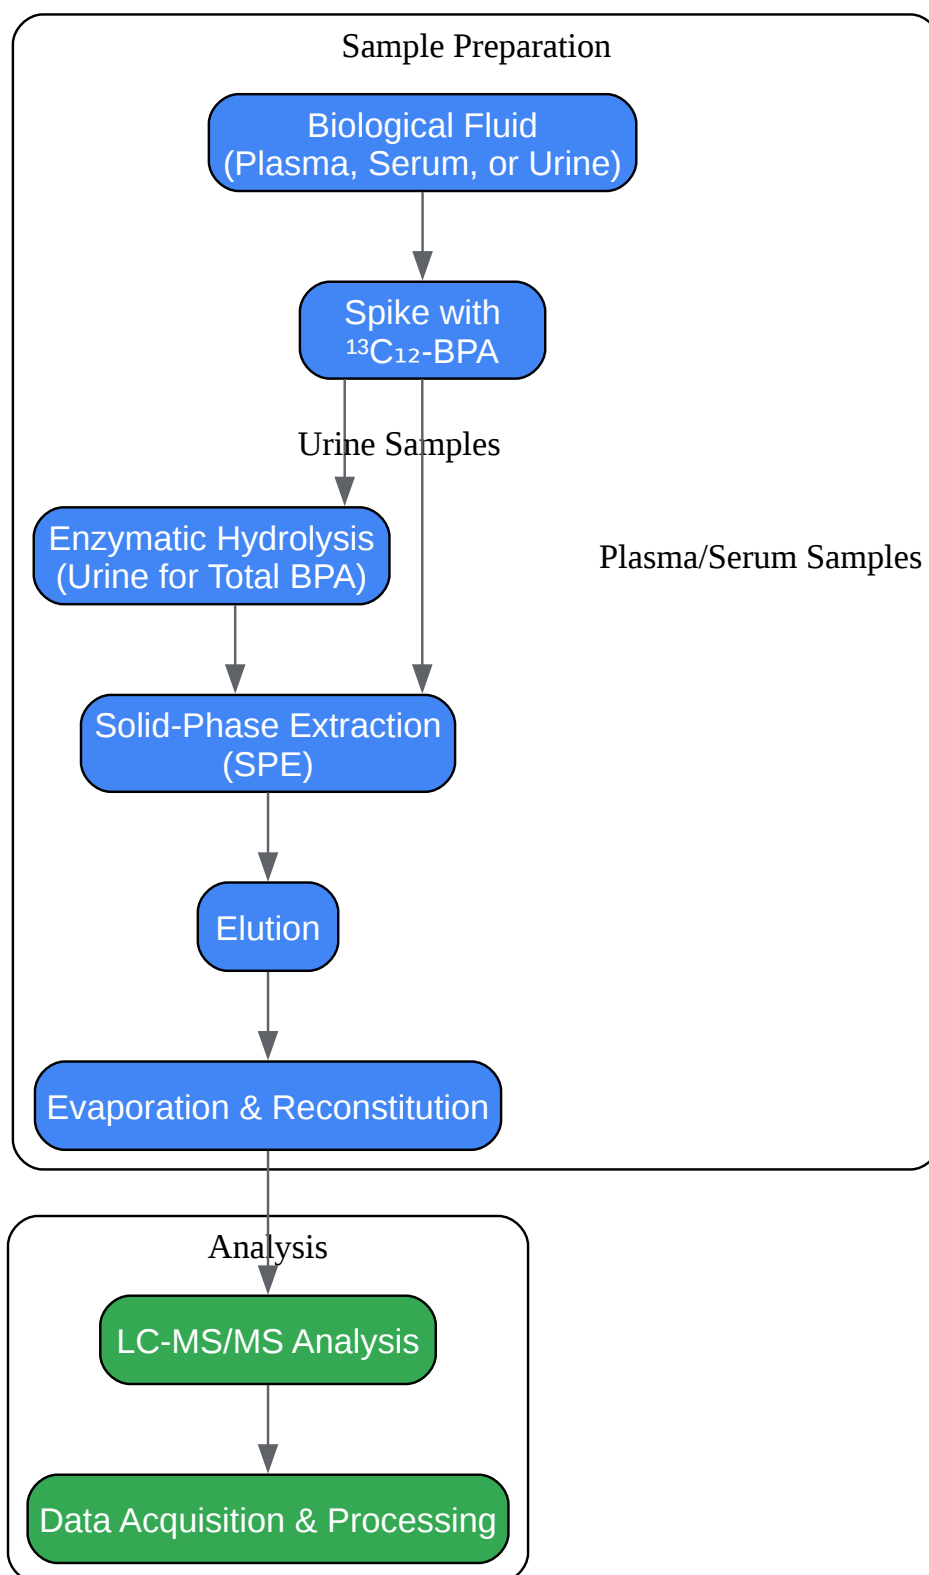 Sample Preparation
Biological Fluid
(Plasma, Serum, or Urine)
Spike with
¹³C₁₂-BPA
Urine Samples
Enzymatic Hydrolysis
(Urine for Total BPA)
Plasma/Serum Samples
Solid-Phase Extraction
(SPE)
Elution
Evaporation & Reconstitution
Analysis
LC-MS/MS Analysis
Data Acquisition & Processing